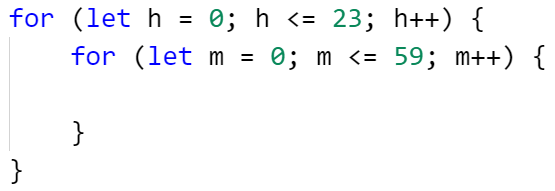 for (let h = 0; h <= 23; h++) {
    for (let m = 0; m <= 59; m++) {
    }
}